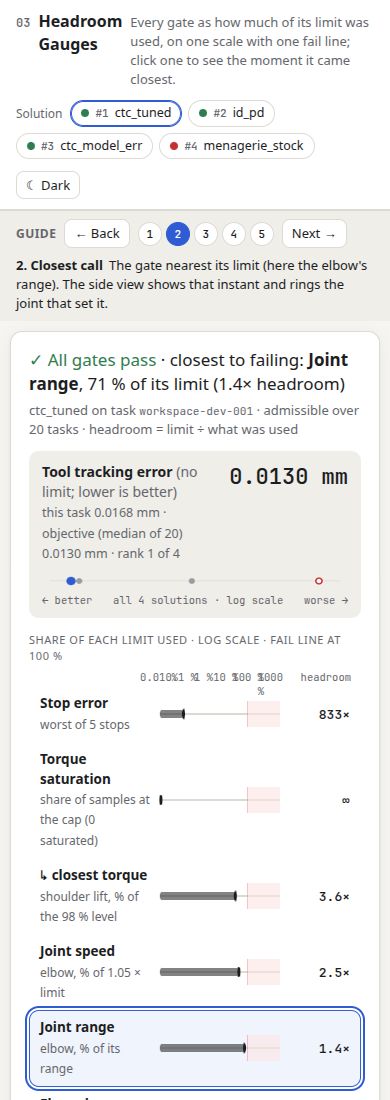 03 Headroom Gauges
Every gate as how much of its limit was used, on one scale with one fail line; click one to see the moment it came closest.
Solution
#1 ctc_tuned
#2 id_pd
#3 ctc_model_err
#4 menagerie_stock
☾ Dark
GUIDE ← Back 1 2 3 4 5 Next →
2. Closest call The gate nearest its limit (here the elbow's
range). The side view shows that instant and rings the
joint that set it.
✓ All gates pass · closest to failing: Joint
range, 71 % of its limit (1.4× headroom)
ctc_tuned on task workspace-dev-001 · admissible over
20 tasks · headroom = limit ÷ what was used
Tool tracking error (no
limit; lower is better)
0.0130 mm
this task 0.0168 mm ·
objective (median of 20)
0.0130 mm · rank 1 of 4
← better all 4 solutions · log scale worse →
SHARE OF EACH LIMIT USED · LOG SCALE · FAIL LINE AT
100 %
headroom
Stop error
worst of 5 stops
833×
Torque
saturation
share of samples at
the cap (0
saturated)
∞
↳ closest torque
shoulder lift, % of
the 98 % level
3.6×
Joint speed
elbow, % of 1.05 ×
limit
2.5×
Joint range
elbow, % of its
range
1.4×